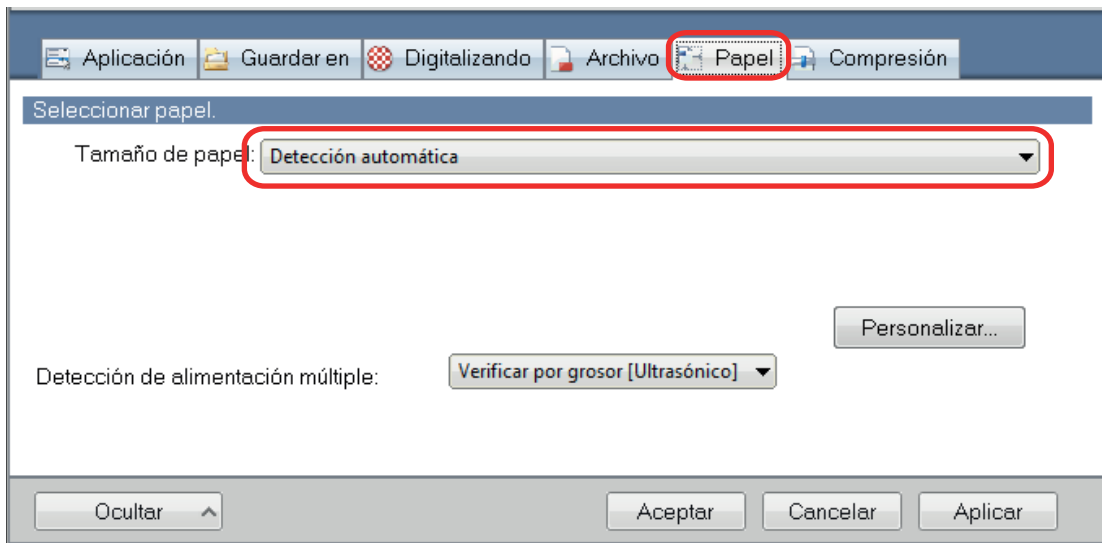 Aplicación Guardar en Digitalizando Archivo Papel Compresión
Seleccionar papel.
Tamaño de papel: Detección automática
Personalizar...
Detección de alimentación múltiple: Verificar por grosor [Ultrasónico]
Ocultar Aceptar Cancelar Aplicar